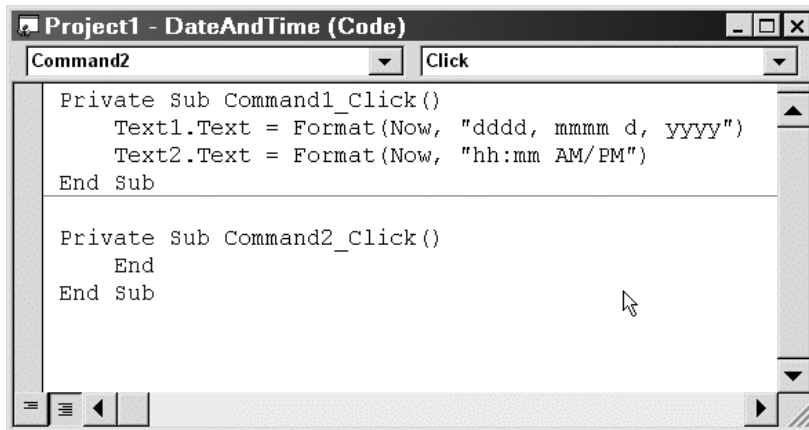 Project1 - DateAndTime (Code)
Command2 Click
Private Sub Command1_Click()
Text1.Text = Format(Now, "dddd, mmmm d, yyyy")
Text2.Text = Format(Now, "hh:mm AM/PM")
End Sub
Private Sub Command2_Click()
End
End Sub